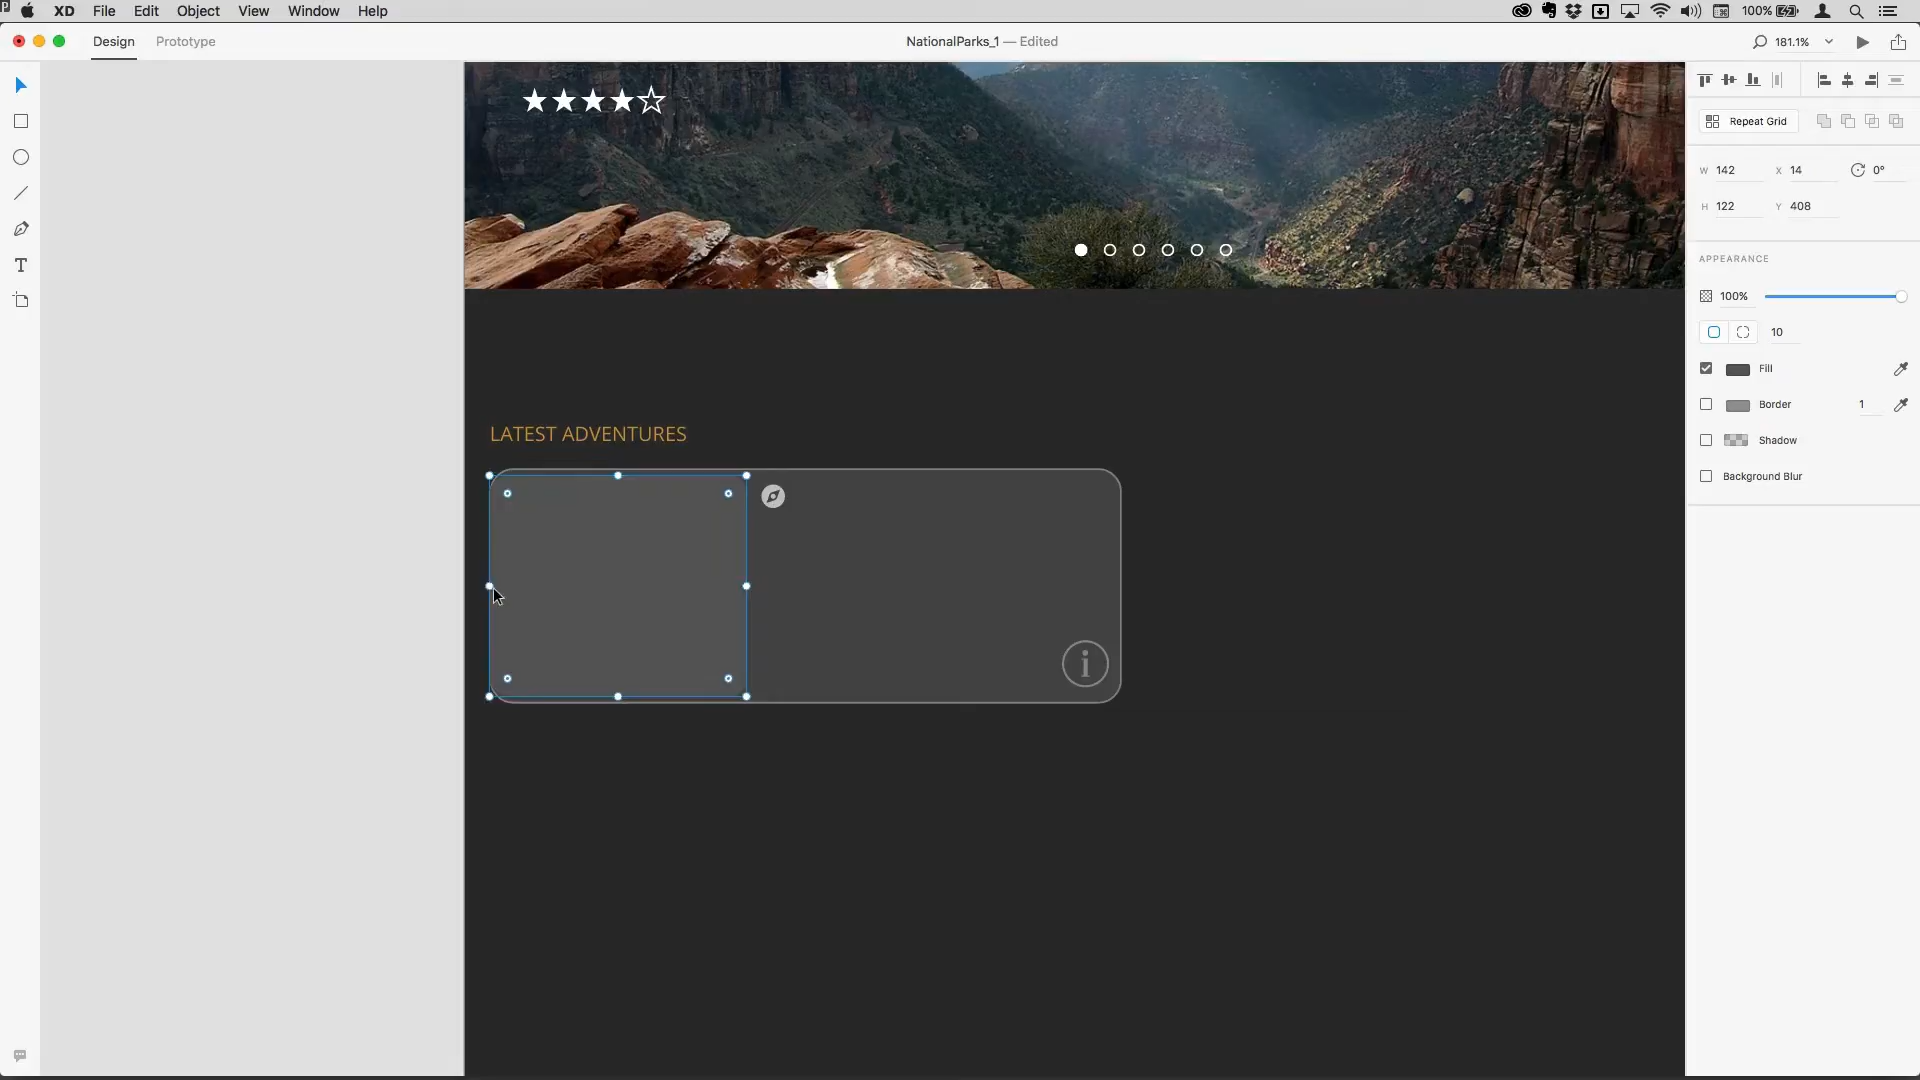 XD File Edit Object View Window Help 100%
Design Prototype NationalParks_1 — Edited 181.1%
Repeat Grid
W 142 X 14 0°
H 122 Y 408
APPEARANCE
100%
10
Fill
Border 1
Shadow
Background Blur
T
LATEST ADVENTURES
i